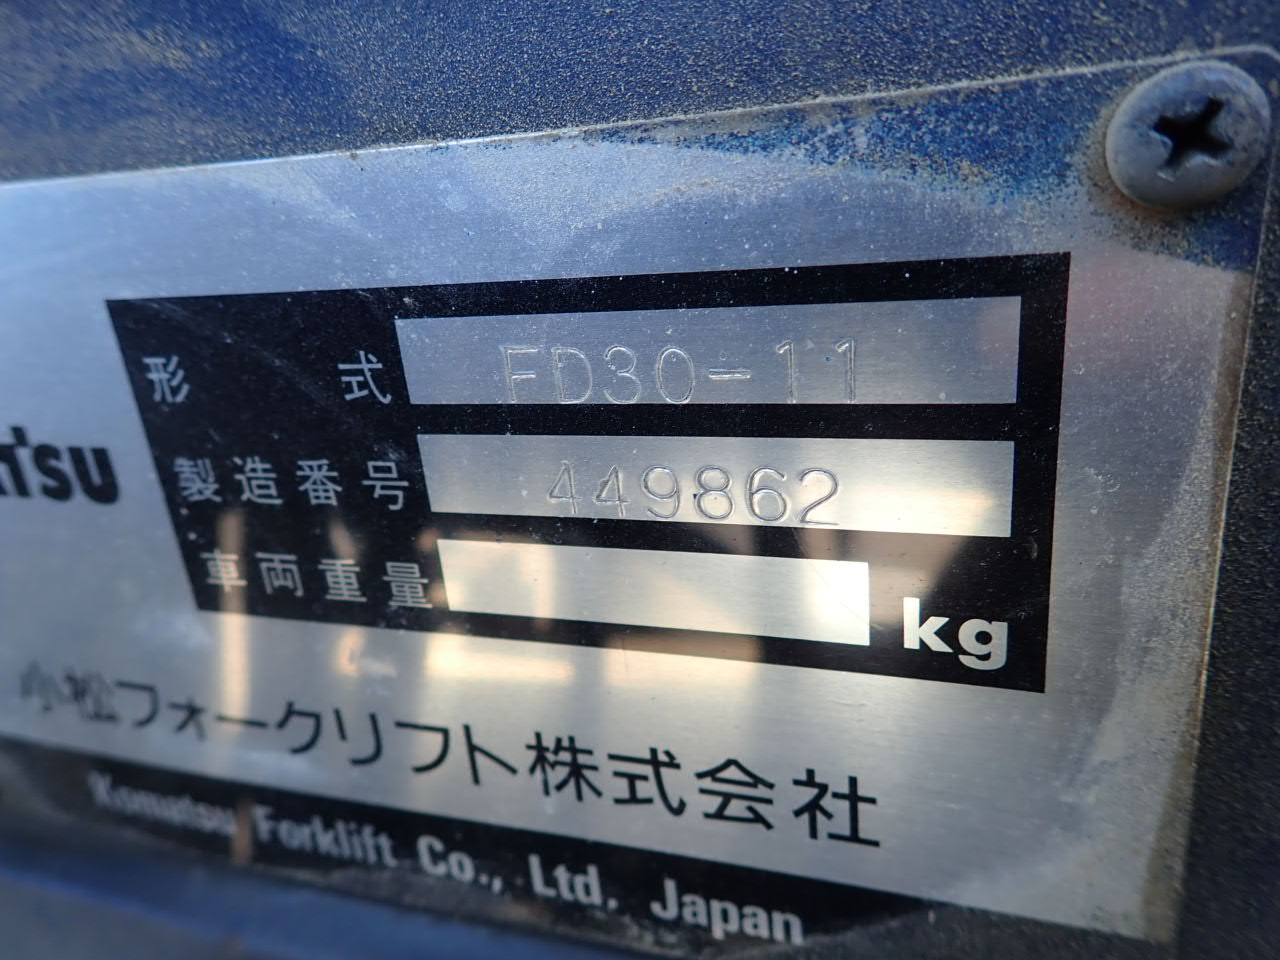 形式 FD30-11
製造番号 449862
車両重量 kg
小松フォークリフト株式会社
Komatsu Forklift Co., Ltd. Japan